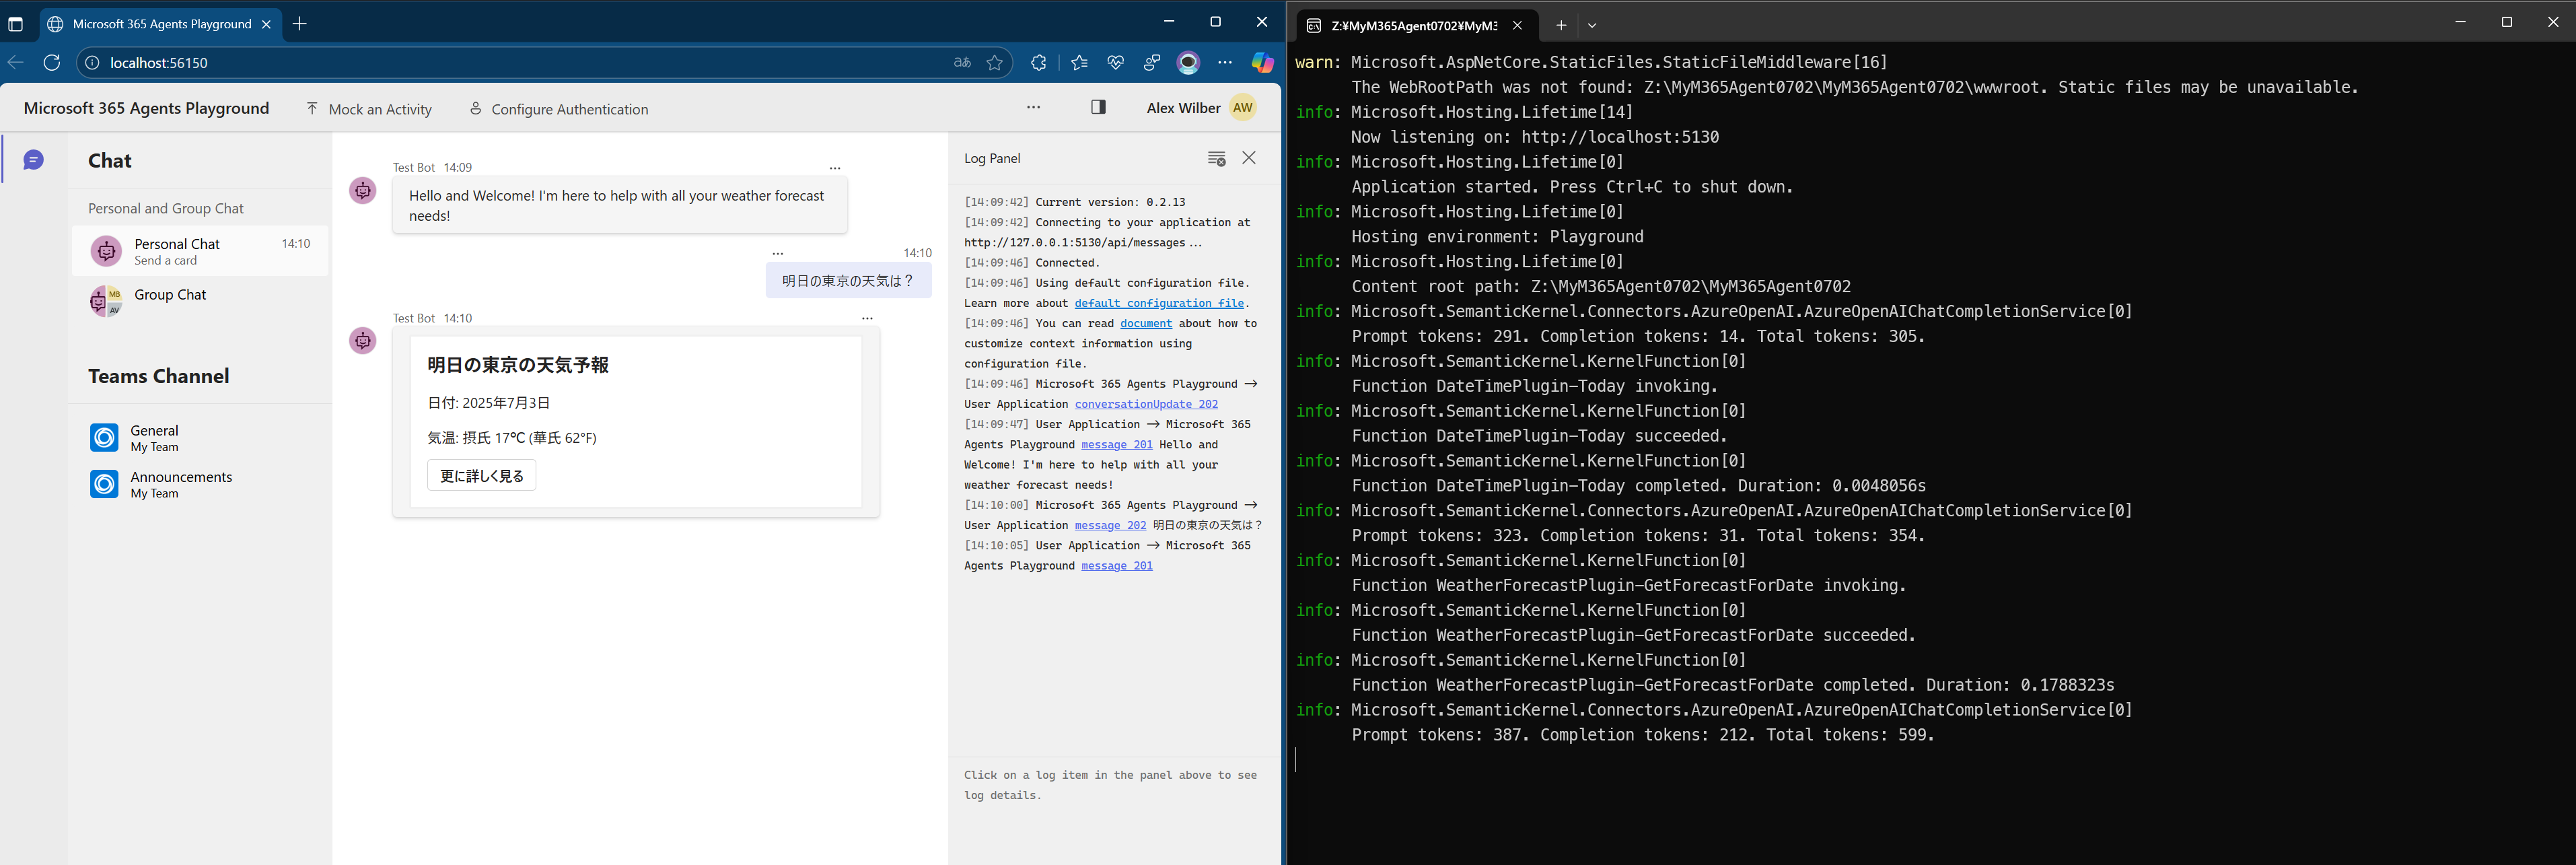 Microsoft 365 Agents Playground
localhost:56150
Microsoft 365 Agents Playground
Mock an Activity
Configure Authentication
Alex Wilber
AW
Chat
Personal and Group Chat
Personal Chat
14:10
Send a card
MB
AV
Group Chat
Teams Channel
General
My Team
Announcements
My Team
Test Bot 14:09
Hello and Welcome! I'm here to help with all your weather forecast
needs!
14:10
明日の東京の天気は？
Test Bot 14:10
明日の東京の天気予報
日付: 2025年7月3日
気温: 摂氏 17℃ (華氏 62°F)
更に詳しく見る
Log Panel
[14:09:42] Current version: 0.2.13
[14:09:42] Connecting to your application at
http://127.0.0.1:5130/api/messages ...
[14:09:46] Connected.
[14:09:46] Using default configuration file.
Learn more about default configuration file.
[14:09:46] You can read document about how to
customize context information using
configuration file.
[14:09:46] Microsoft 365 Agents Playground →
User Application conversationUpdate 202
[14:09:47] User Application → Microsoft 365
Agents Playground message 201 Hello and
Welcome! I'm here to help with all your
weather forecast needs!
[14:10:00] Microsoft 365 Agents Playground →
User Application message 202 明日の東京の天気は？
[14:10:05] User Application → Microsoft 365
Agents Playground message 201
Click on a log item in the panel above to see
log details.
Z:¥MyM365Agent0702¥MyM3
warn: Microsoft.AspNetCore.StaticFiles.StaticFileMiddleware[16]
The WebRootPath was not found: Z:\MyM365Agent0702\MyM365Agent0702\wwwroot. Static files may be unavailable.
info: Microsoft.Hosting.Lifetime[14]
Now listening on: http://localhost:5130
info: Microsoft.Hosting.Lifetime[0]
Application started. Press Ctrl+C to shut down.
info: Microsoft.Hosting.Lifetime[0]
Hosting environment: Playground
info: Microsoft.Hosting.Lifetime[0]
Content root path: Z:\MyM365Agent0702\MyM365Agent0702
info: Microsoft.SemanticKernel.Connectors.AzureOpenAI.AzureOpenAIChatCompletionService[0]
Prompt tokens: 291. Completion tokens: 14. Total tokens: 305.
info: Microsoft.SemanticKernel.KernelFunction[0]
Function DateTimePlugin-Today invoking.
info: Microsoft.SemanticKernel.KernelFunction[0]
Function DateTimePlugin-Today succeeded.
info: Microsoft.SemanticKernel.KernelFunction[0]
Function DateTimePlugin-Today completed. Duration: 0.0048056s
info: Microsoft.SemanticKernel.Connectors.AzureOpenAI.AzureOpenAIChatCompletionService[0]
Prompt tokens: 323. Completion tokens: 31. Total tokens: 354.
info: Microsoft.SemanticKernel.KernelFunction[0]
Function WeatherForecastPlugin-GetForecastForDate invoking.
info: Microsoft.SemanticKernel.KernelFunction[0]
Function WeatherForecastPlugin-GetForecastForDate succeeded.
info: Microsoft.SemanticKernel.KernelFunction[0]
Function WeatherForecastPlugin-GetForecastForDate completed. Duration: 0.1788323s
info: Microsoft.SemanticKernel.Connectors.AzureOpenAI.AzureOpenAIChatCompletionService[0]
Prompt tokens: 387. Completion tokens: 212. Total tokens: 599.